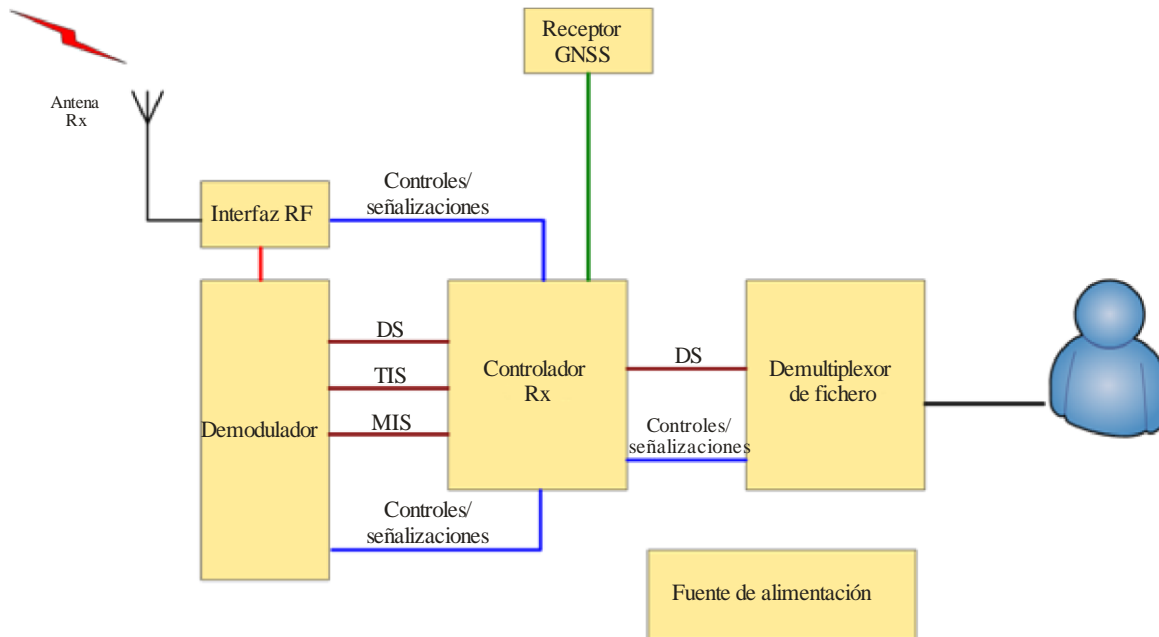 Receptor
GNSS
Antena
Rx
Controles/
señalizaciones
Interfaz RF
DS
TIS
MIS
Demodulador
Controlador
Rx
DS
Controles/
señalizaciones
Demultiplexor
de fichero
Controles/
señalizaciones
Fuente de alimentación